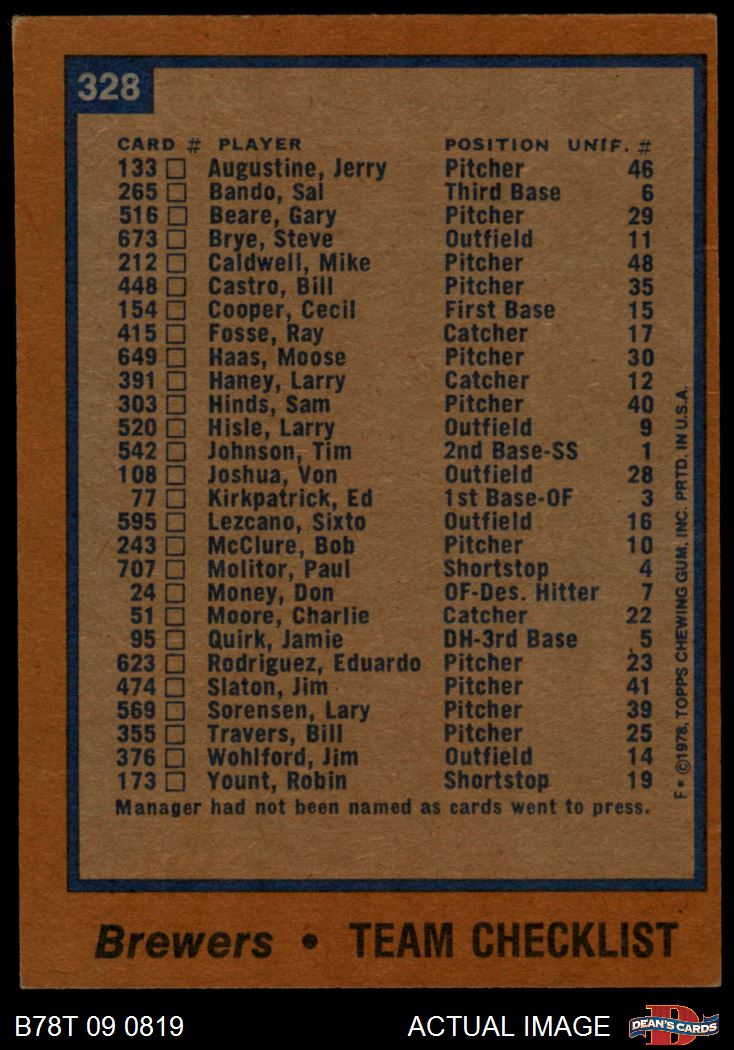 328
CARD # PLAYER POSITION UNIF. #
133 Augustine, Jerry Pitcher 46
265 Bando, Sal Third Base 6
516 Beare, Gary Pitcher 29
673 Brye, Steve Outfield 11
212 Caldwell, Mike Pitcher 48
448 Castro, Bill Pitcher 35
154 Cooper, Cecil First Base 15
415 Fosse, Ray Catcher 17
649 Haas, Moose Pitcher 30
391 Haney, Larry Catcher 12
303 Hinds, Sam Pitcher 40
520 Hisle, Larry Outfield 9
542 Johnson, Tim 2nd Base-SS 1
108 Joshua, Von Outfield 28
77 Kirkpatrick, Ed 1st Base-OF 3
595 Lezcano, Sixto Outfield 16
243 McClure, Bob Pitcher 10
707 Molitor, Paul Shortstop 4
24 Money, Don OF-Des. Hitter 7
51 Moore, Charlie Catcher 22
95 Quirk, Jamie DH-3rd Base 5
623 Rodriguez, Eduardo Pitcher 23
474 Slaton, Jim Pitcher 41
569 Sorensen, Lary Pitcher 39
355 Travers, Bill Pitcher 25
376 Wohlford, Jim Outfield 14
173 Yount, Robin Shortstop 19
Manager had not been named as cards went to press.
F* ©1978, TOPPS CHEWING GUM, INC. PRTD. IN U.S.A.
Brewers • TEAM CHECKLIST
B78T 09 0819 ACTUAL IMAGE DEAN'S CARDS